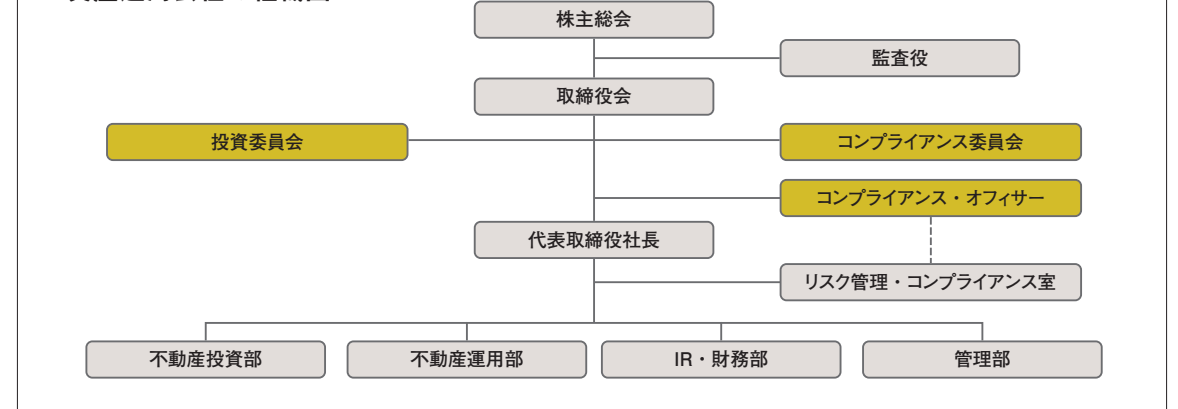 株主総会
監査役
取締役会
投資委員会
コンプライアンス委員会
コンプライアンス・オフィサー
代表取締役社長
リスク管理・コンプライアンス室
不動産投資部
不動産運用部
IR・財務部
管理部